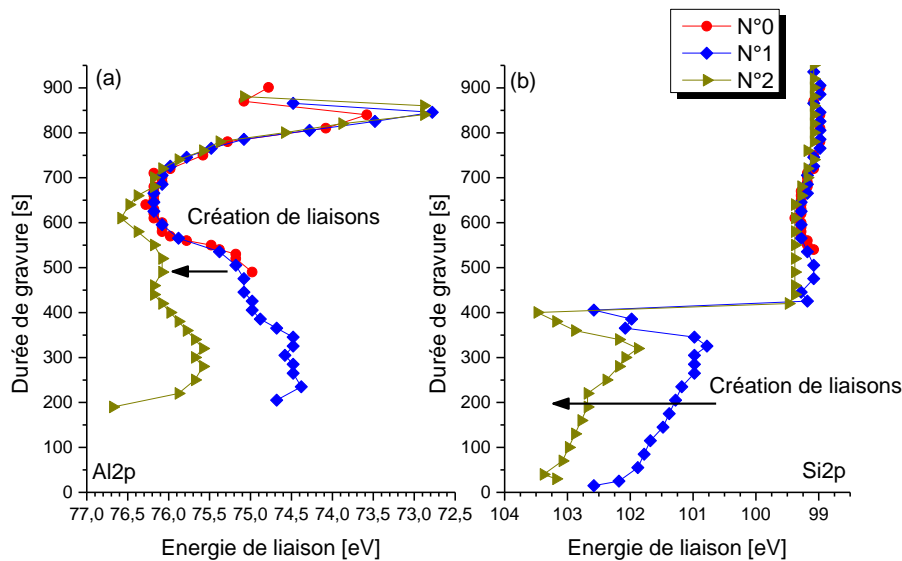 N°0
N°1
N°2
(a)
(b)
Durée de gravure [s]
900
800
700
600
500
400
300
200
100
0
Création de liaisons
Al2p
77,0 76,5 76,0 75,5 75,0 74,5 74,0 73,5 73,0 72,5
Energie de liaison [eV]
Durée de gravure [s]
900
800
700
600
500
400
300
200
100
0
Création de liaisons
Si2p
104 103 102 101 100 99
Energie de liaison [eV]